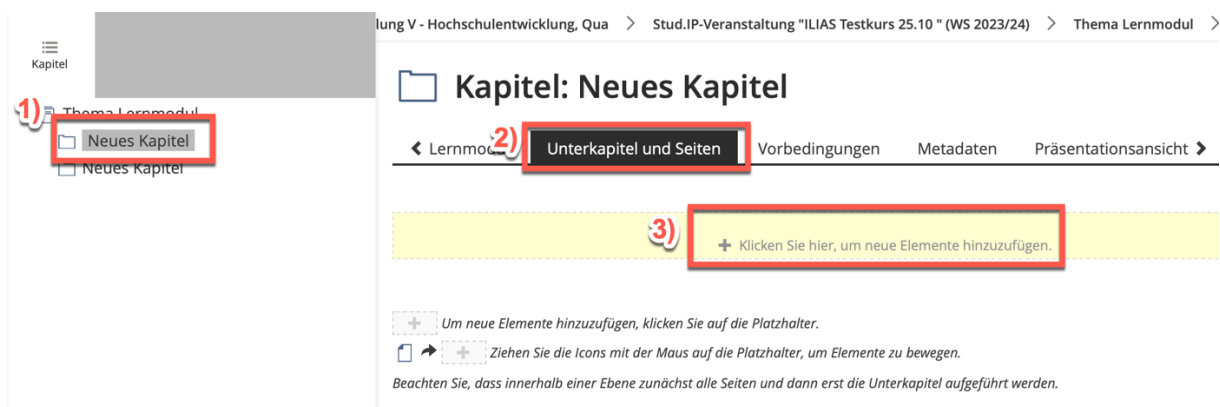 lung V - Hochschulentwicklung, Qua > Stud.IP-Veranstaltung "ILIAS Testkurs 25.10 " (WS 2023/24) > Thema Lernmodul >
Kapitel
Kapitel: Neues Kapitel
1) Thema Lernmodul
Neues Kapitel
Neues Kapitel
2)
Lernmodu Unterkapitel und Seiten Vorbedingungen Metadaten Präsentationsansicht
3)
+ Klicken Sie hier, um neue Elemente hinzuzufügen.
+ Um neue Elemente hinzuzufügen, klicken Sie auf die Platzhalter.
+ Ziehen Sie die Icons mit der Maus auf die Platzhalter, um Elemente zu bewegen.
Beachten Sie, dass innerhalb einer Ebene zunächst alle Seiten und dann erst die Unterkapitel aufgeführt werden.